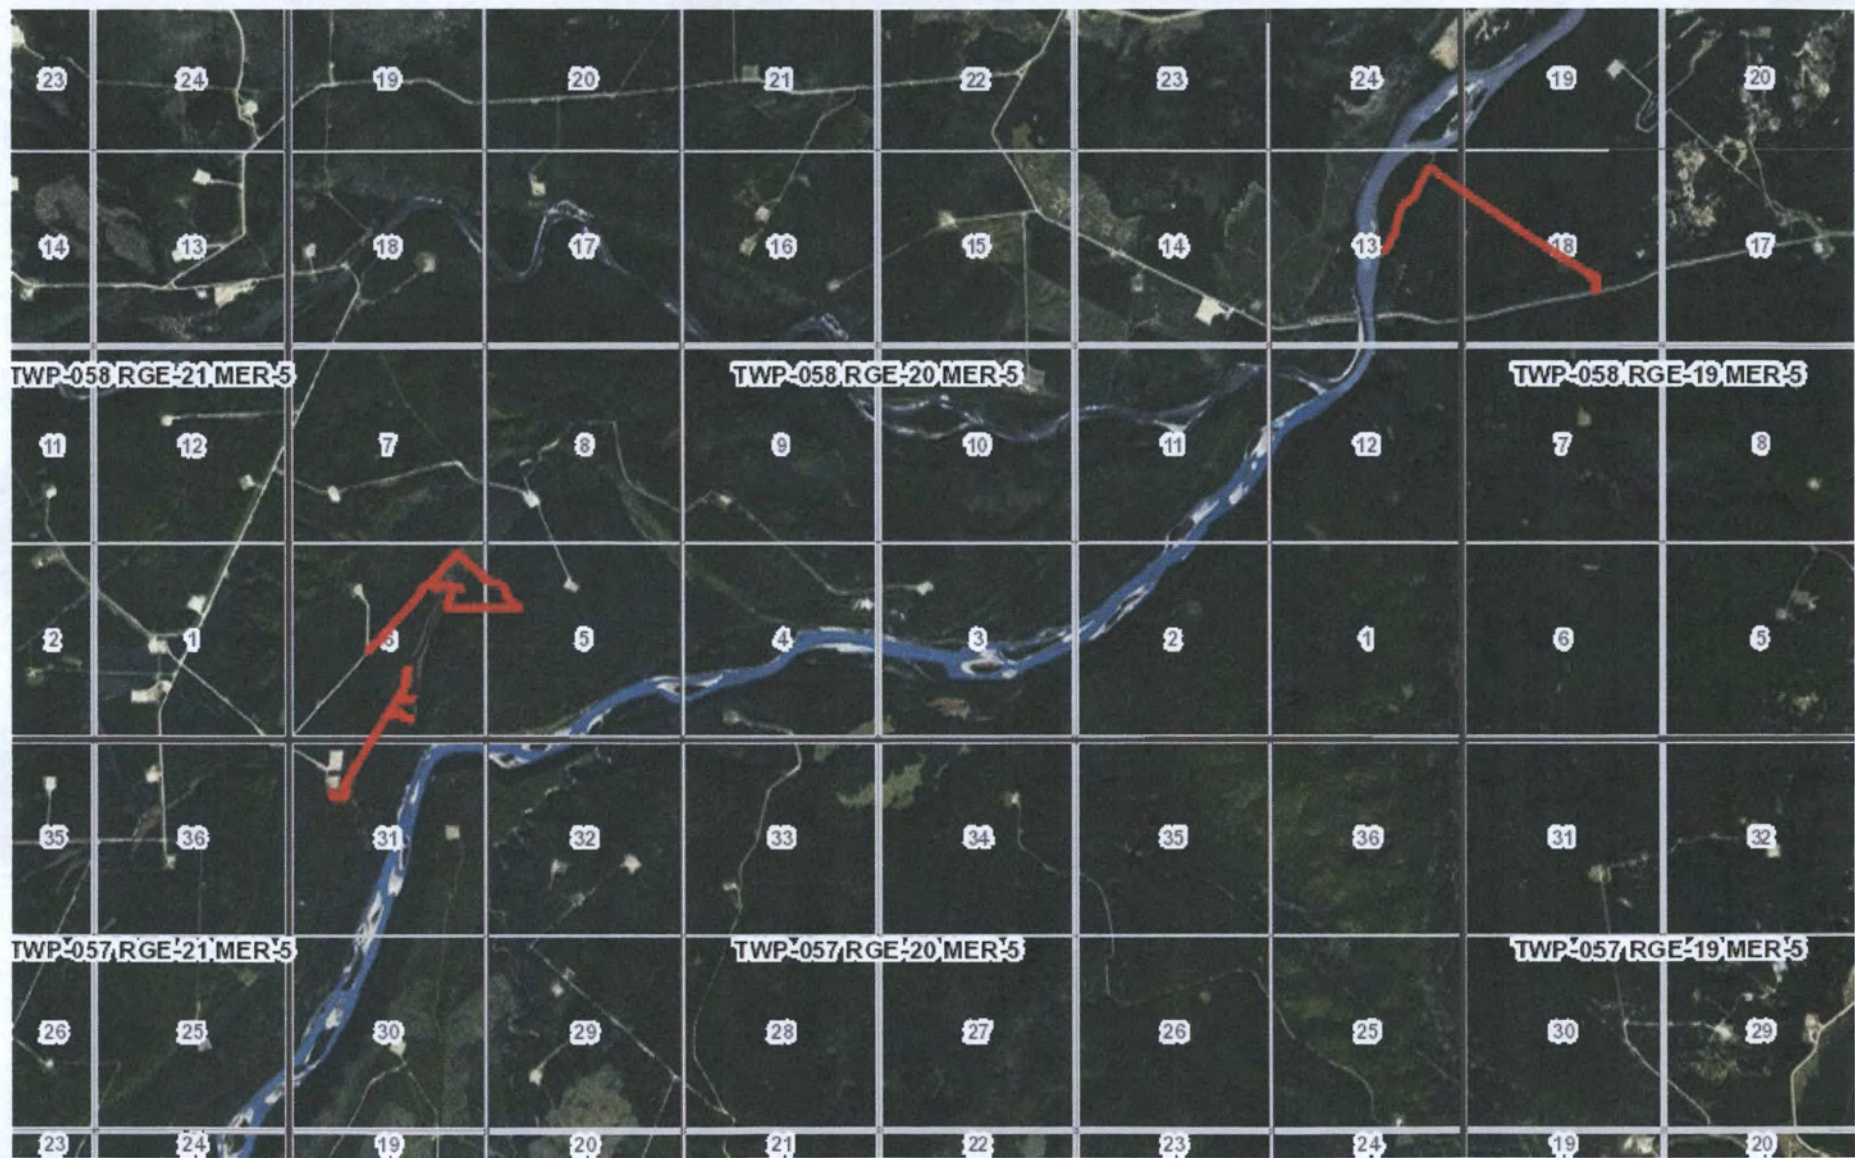 23 24 19 20 21 22 23 24 19 20
14 13 18 17 16 15 14 13 18 17
TWP-058 RGE-21 MER-5 TWP-058 RGE-20 MER-5 TWP-058 RGE-19 MER-5
11 12 7 8 9 10 11 12 7 8
2 1 6 5 4 3 2 1 6 5
35 36 31 32 33 34 35 36 31 32
TWP-057 RGE-21 MER-5 TWP-057 RGE-20 MER-5 TWP-057 RGE-19 MER-5
26 25 30 29 28 27 26 25 30 29
23 24 19 20 21 22 23 24 19 20